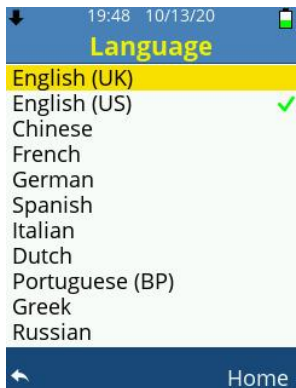 19:48 10/13/20
Language
English (UK)
English (US)
Chinese
French
German
Spanish
Italian
Dutch
Portuguese (BP)
Greek
Russian
Home